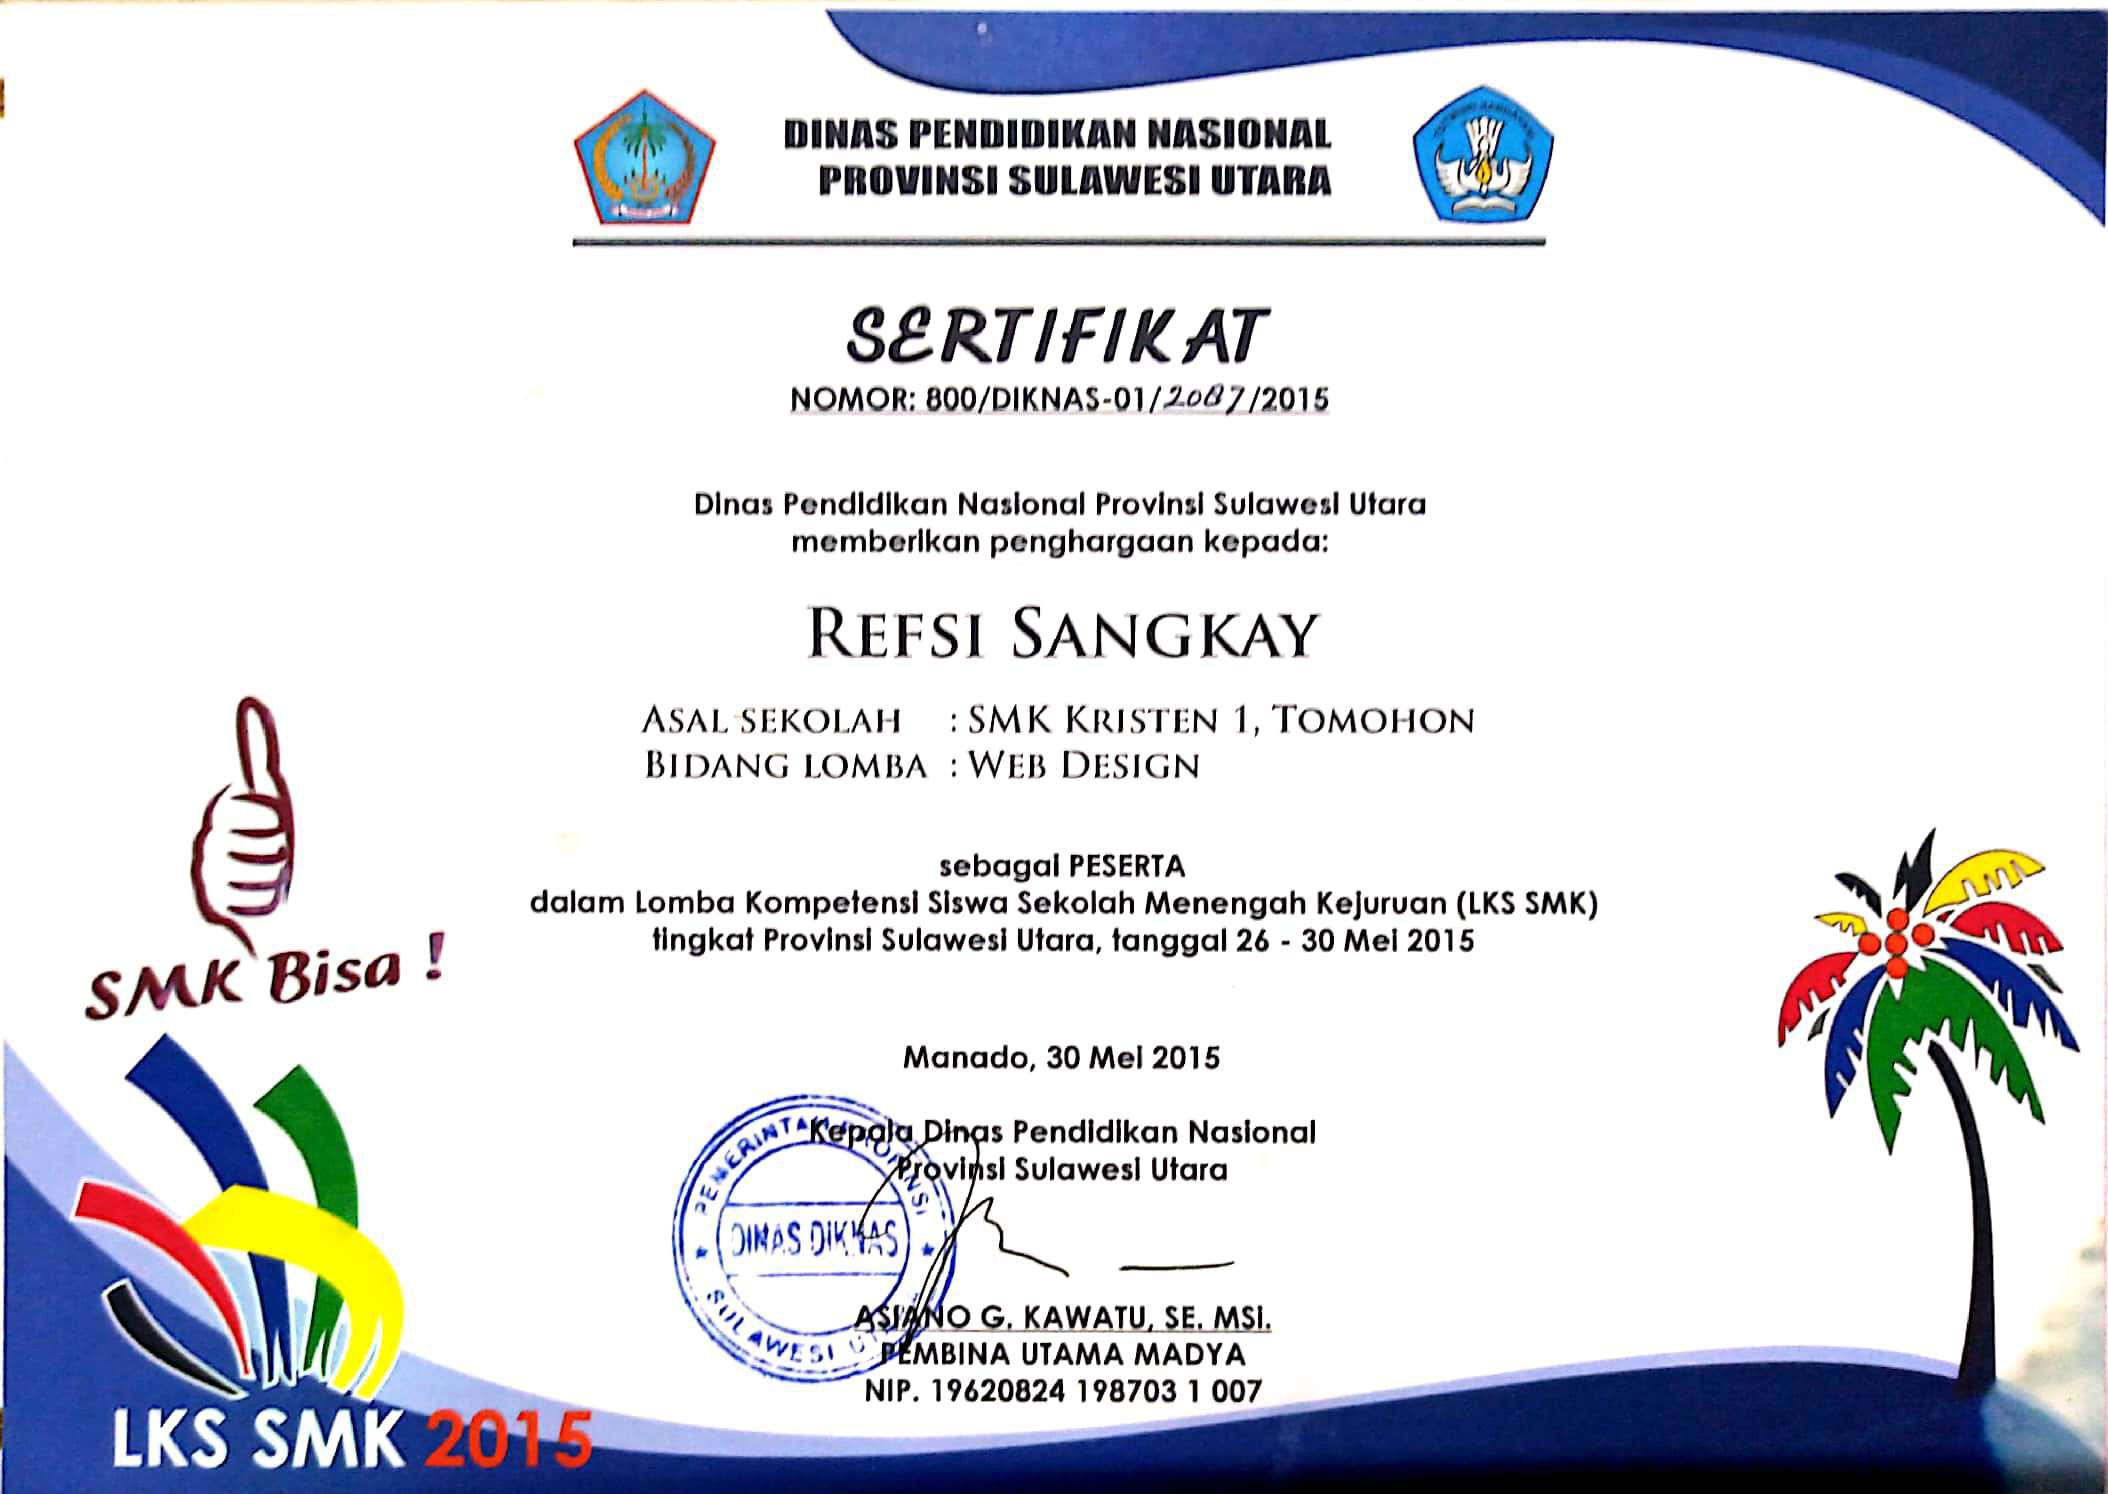 DINAS PENDIDIKAN NASIONAL
PROVINSI SULAWESI UTARA
SERTIFIKAT
NOMOR: 800/DIKNAS-01/2087/2015
Dinas Pendidikan Nasional Provinsi Sulawesi Utara
memberikan penghargaan kepada:
REFSI SANGKAY
ASAL SEKOLAH : SMK KRISTEN 1, TOMOHON
BIDANG LOMBA : WEB DESIGN
sebagai PESERTA
dalam Lomba Kompetensi Siswa Sekolah Menengah Kejuruan (LKS SMK)
tingkat Provinsi Sulawesi Utara, tanggal 26 - 30 Mei 2015
SMK Bisa !
Manado, 30 Mei 2015
Kepala Dinas Pendidikan Nasional
Provinsi Sulawesi Utara
PEMERINTAH PROPINSI
DINAS DIKNAS
SULAWESI UTARA
ASIANO G. KAWATU, SE. MSI.
PEMBINA UTAMA MADYA
NIP. 19620824 198703 1 007
LKS SMK 2015